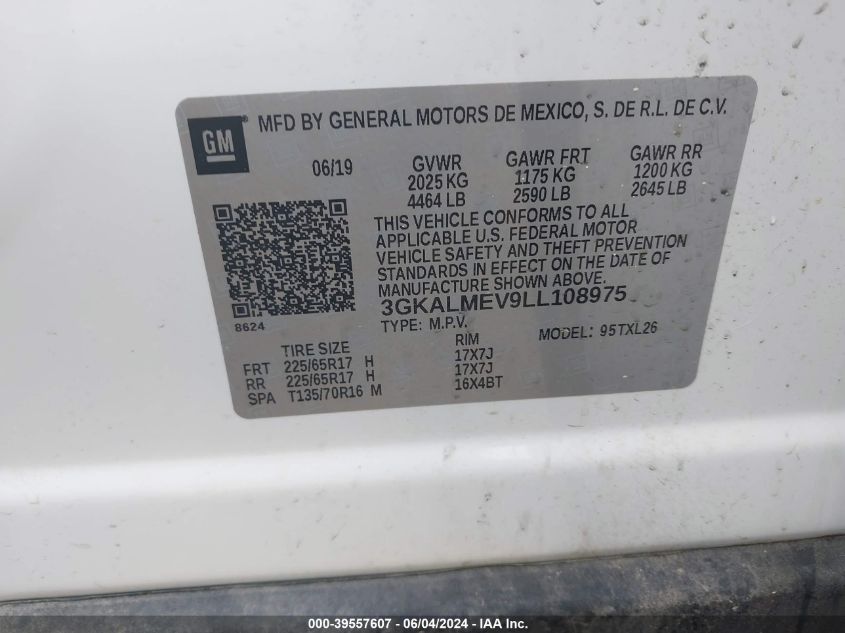 GM
MFD BY GENERAL MOTORS DE MEXICO, S. DE R.L. DE C.V.
06/19
GVWR GAWR FRT GAWR RR
2025 KG 1175 KG 1200 KG
4464 LB 2590 LB 2645 LB
THIS VEHICLE CONFORMS TO ALL
APPLICABLE U.S. FEDERAL MOTOR
VEHICLE SAFETY AND THEFT PREVENTION
STANDARDS IN EFFECT ON THE DATE OF
MANUFACTURE SHOWN ABOVE.
3GKALMEV9LL108975
8624
TYPE: M.P.V. MODEL: 95TXL26
TIRE SIZE RIM
FRT 225/65R17 H 17X7J
RR 225/65R17 H 17X7J
SPA T135/70R16 M 16X4BT
000-39557607 - 06/04/2024 - IAA Inc.